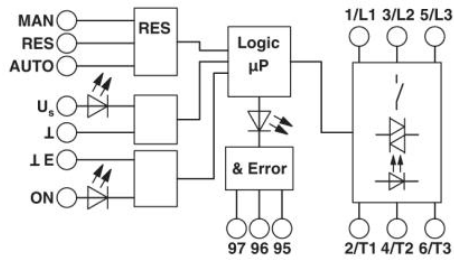 MAN
RES
AUTO
RES
Us
⊥
⊥ E
ON
Logic
µP
& Error
97 96 95
1/L1 3/L2 5/L3
2/T1 4/T2 6/T3